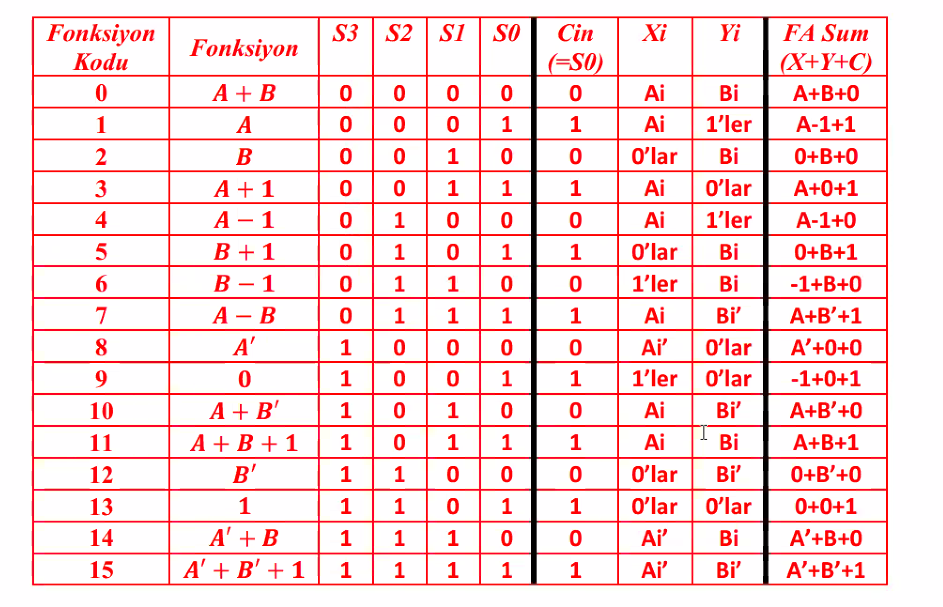 Fonksiyon Kodu Fonksiyon S3 S2 S1 S0 Cin (=S0) Xi Yi FA Sum (X+Y+C)
0 A + B 0 0 0 0 0 Ai Bi A+B+0
1 A 0 0 0 1 1 Ai 1’ler A-1+1
2 B 0 0 1 0 0 0’lar Bi 0+B+0
3 A + 1 0 0 1 1 1 Ai 0’lar A+0+1
4 A − 1 0 1 0 0 0 Ai 1’ler A-1+0
5 B + 1 0 1 0 1 1 0’lar Bi 0+B+1
6 B − 1 0 1 1 0 0 1’ler Bi -1+B+0
7 A − B 0 1 1 1 1 Ai Bi’ A+B’+1
8 A′ 1 0 0 0 0 Ai’ 0’lar A’+0+0
9 0 1 0 0 1 1 1’ler 0’lar -1+0+1
10 A + B′ 1 0 1 0 0 Ai Bi’ A+B’+0
11 A + B + 1 1 0 1 1 1 Ai Bi A+B+1
12 B′ 1 1 0 0 0 0’lar Bi’ 0+B’+0
13 1 1 1 0 1 1 0’lar 0’lar 0+0+1
14 A′ + B 1 1 1 0 0 Ai’ Bi A’+B+0
15 A′ + B′ + 1 1 1 1 1 1 Ai’ Bi’ A’+B’+1